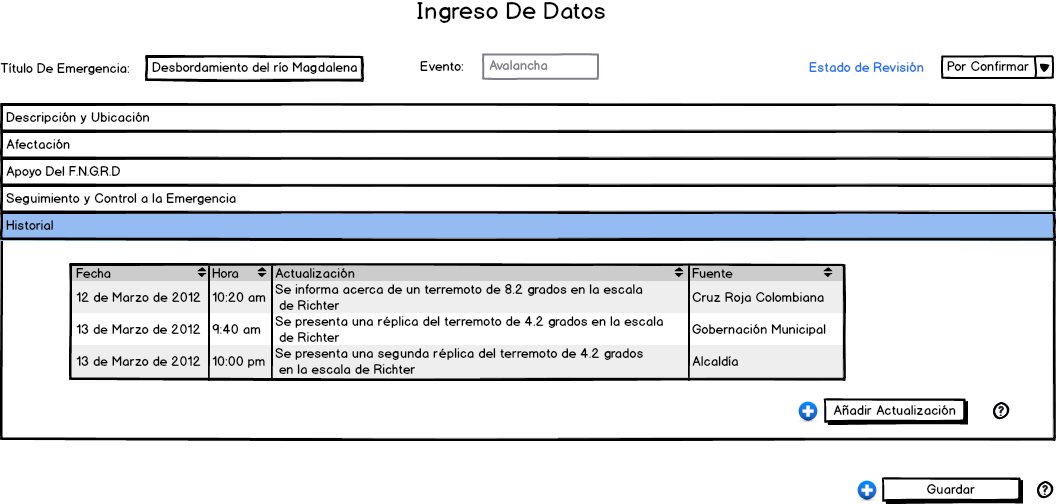 Ingreso De Datos
Título De Emergencia: Desbordamiento del río Magdalena Evento: Avalancha Estado de Revisión Por Confirmar
Descripción y Ubicación
Afectación
Apoyo Del F.N.G.R.D
Seguimiento y Control a la Emergencia
Historial
Fecha Hora Actualización Fuente
12 de Marzo de 2012 10:20 am Se informa acerca de un terremoto de 8.2 grados en la escala
de Richter Cruz Roja Colombiana
13 de Marzo de 2012 9:40 am Se presenta una réplica del terremoto de 4.2 grados en la escala
de Richter Gobernación Municipal
13 de Marzo de 2012 10:00 pm Se presenta una segunda réplica del terremoto de 4.2 grados
en la escala de Richter Alcaldía
Añadir Actualización ?
Guardar ?